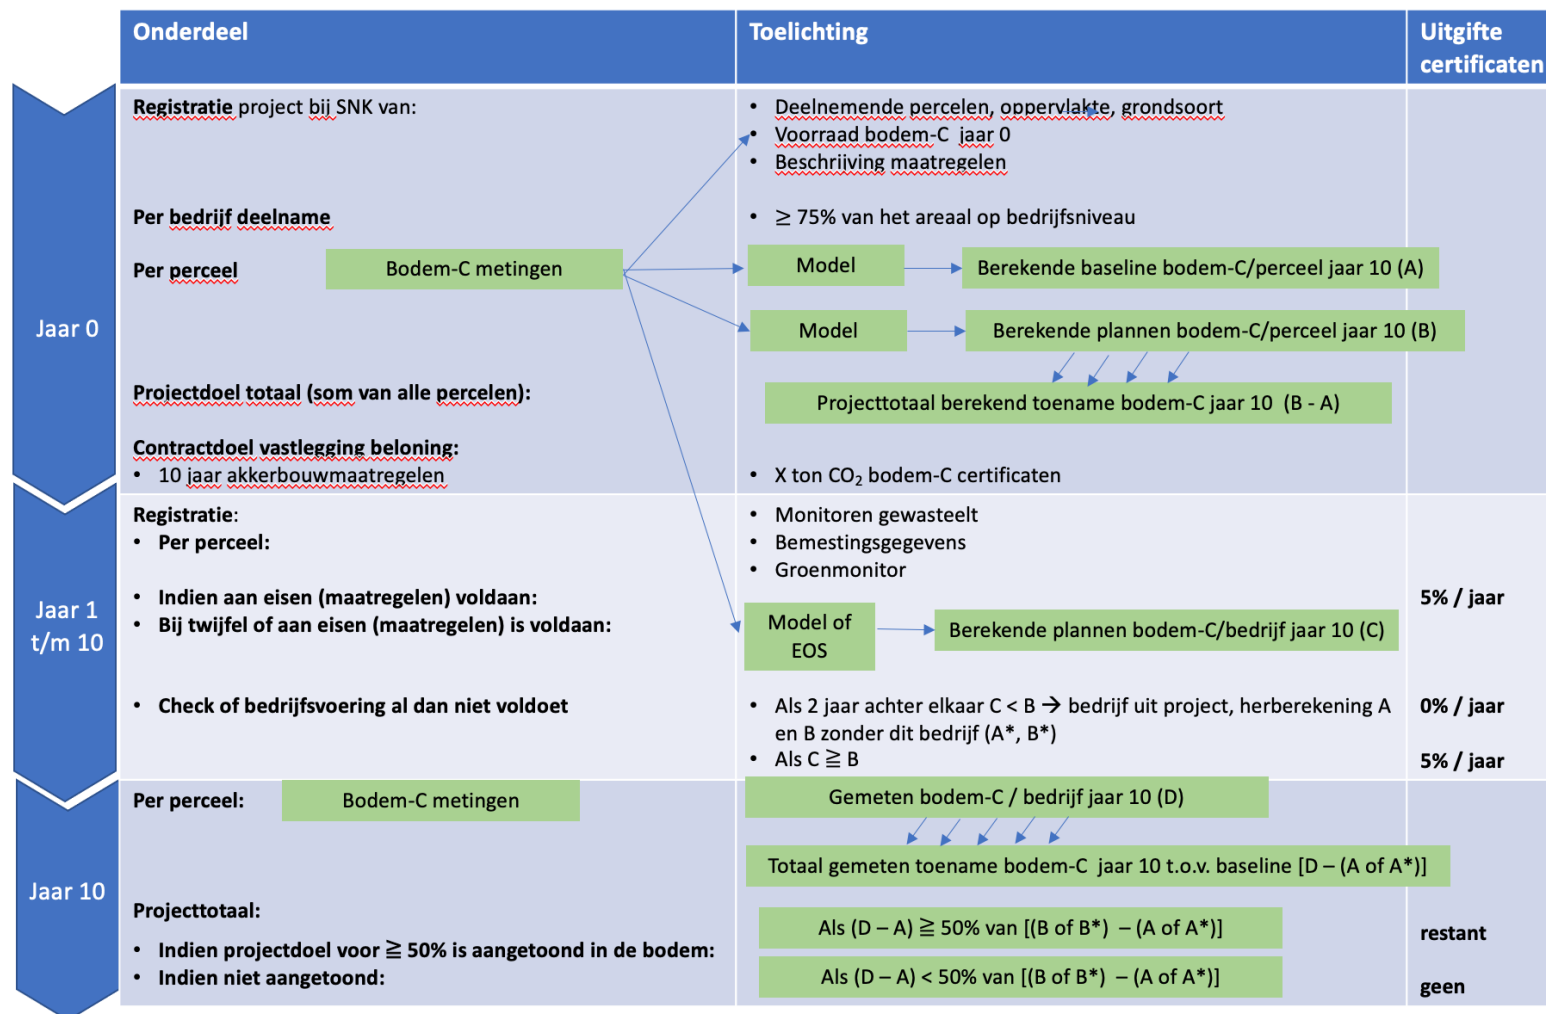 Onderdeel
Toelichting
Uitgifte
certificaten
Jaar 0
Registratie project bij SNK van:
• Deelnemende percelen, oppervlakte, grondsoort
• Voorraad bodem-C jaar 0
• Beschrijving maatregelen
Per bedrijf deelname
• ≥ 75% van het areaal op bedrijfsniveau
Per perceel
Bodem-C metingen
Model
Berekende baseline bodem-C/perceel jaar 10 (A)
Model
Berekende plannen bodem-C/perceel jaar 10 (B)
Projectdoel totaal (som van alle percelen):
Projecttotaal berekend toename bodem-C jaar 10 (B - A)
Contractdoel vastlegging beloning:
• 10 jaar akkerbouwmaatregelen
• X ton CO₂ bodem-C certificaten
Jaar 1
t/m 10
Registratie:
• Per perceel:
• Monitoren gewasteelt
• Bemestingsgegevens
• Groenmonitor
• Indien aan eisen (maatregelen) voldaan:
5% / jaar
• Bij twijfel of aan eisen (maatregelen) is voldaan:
Model of
EOS
Berekende plannen bodem-C/bedrijf jaar 10 (C)
• Check of bedrijfsvoering al dan niet voldoet
• Als 2 jaar achter elkaar C < B → bedrijf uit project, herberekening A
en B zonder dit bedrijf (A*, B*)
0% / jaar
• Als C ≧ B
5% / jaar
Jaar 10
Per perceel:
Bodem-C metingen
Gemeten bodem-C / bedrijf jaar 10 (D)
Totaal gemeten toename bodem-C jaar 10 t.o.v. baseline [D – (A of A*)]
Projecttotaal:
• Indien projectdoel voor ≧ 50% is aangetoond in de bodem:
Als (D – A) ≧ 50% van [(B of B*) – (A of A*)]
restant
• Indien niet aangetoond:
Als (D – A) < 50% van [(B of B*) – (A of A*)]
geen